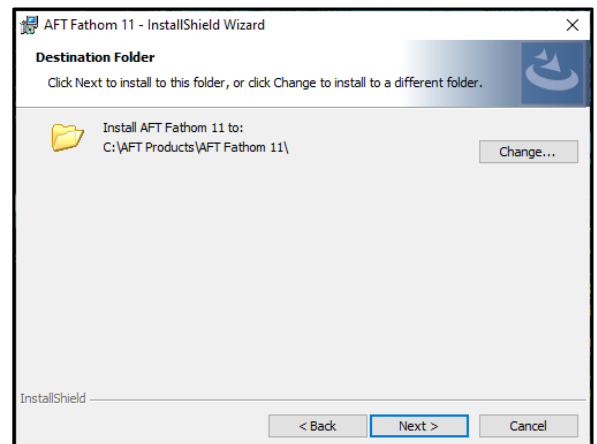 AFT Fathom 11 - InstallShield Wizard
Destination Folder
Click Next to install to this folder, or click Change to install to a different folder.
Install AFT Fathom 11 to:
C:\AFT Products\AFT Fathom 11\
Change...
InstallShield
< Back
Next >
Cancel